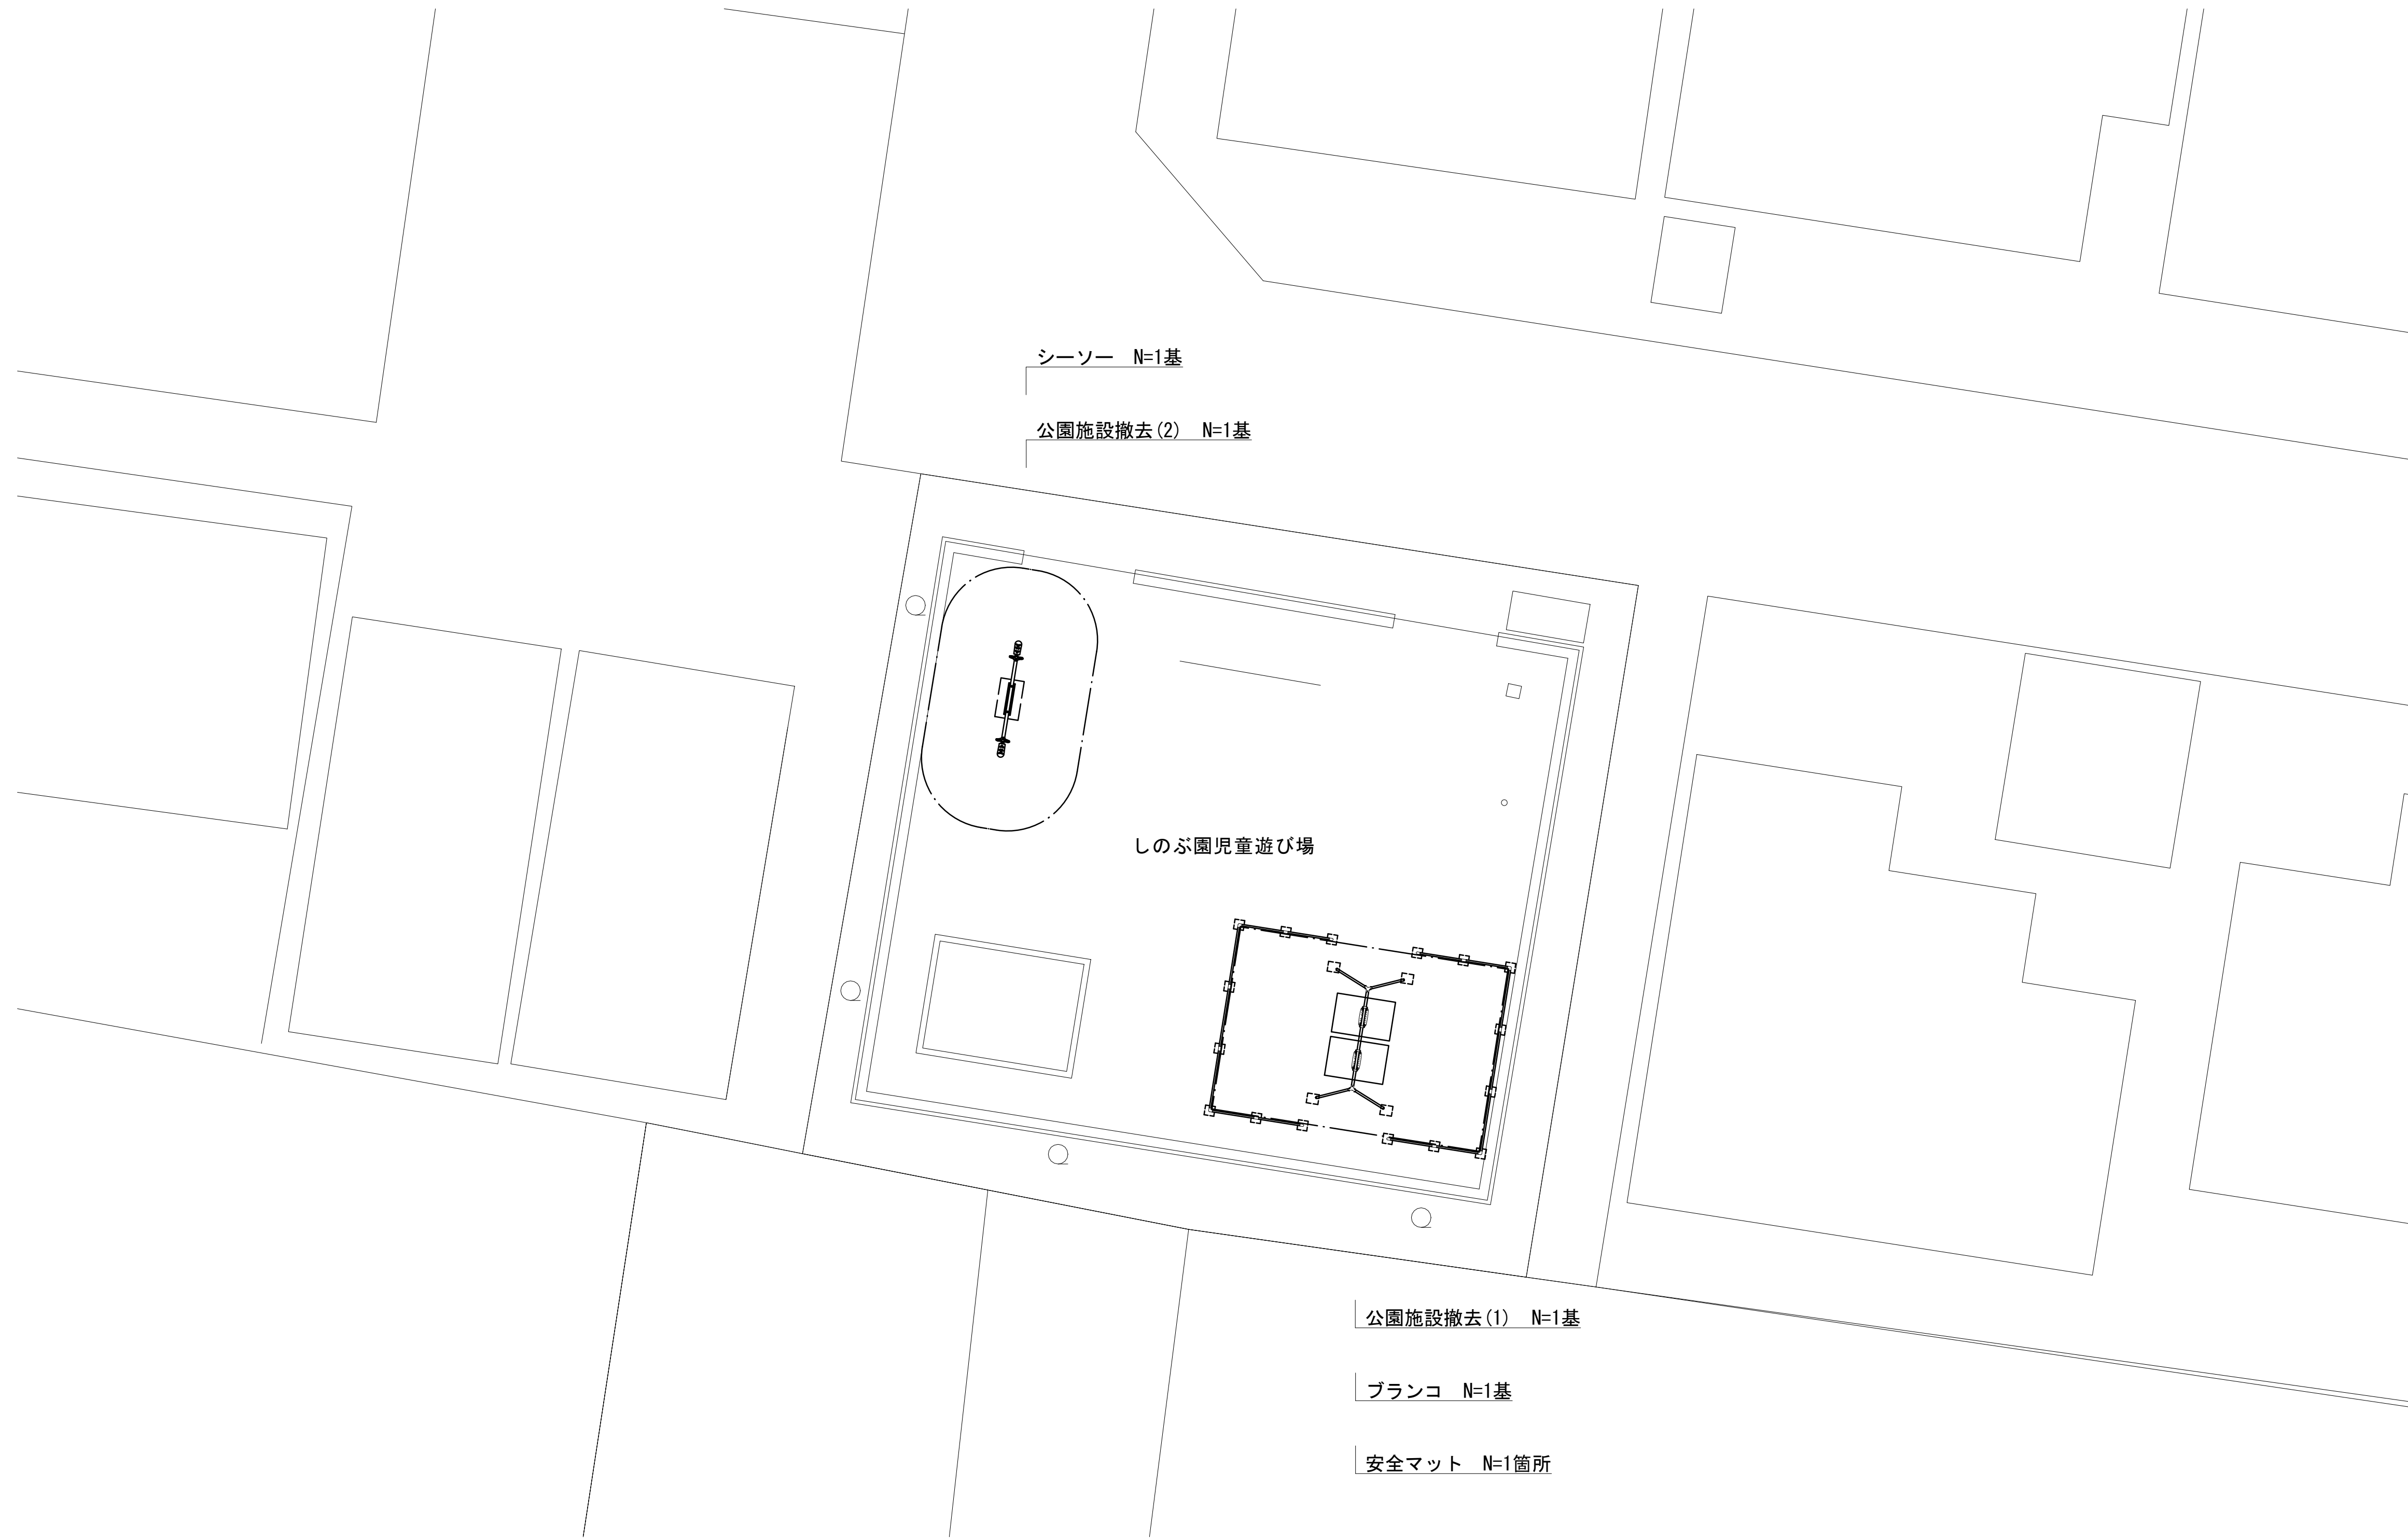 シーソー　N=1基
公園施設撤去(2)　N=1基
しのぶ園児童遊び場
公園施設撤去(1)　N=1基
ブランコ　N=1基
安全マット　N=1箇所